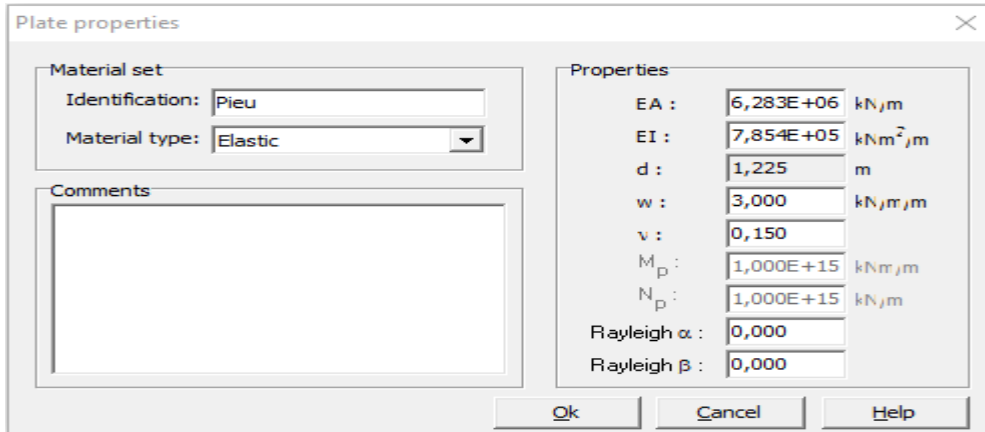 Plate properties
Material set
Identification: Pieu
Material type: Elastic
Comments
Properties
EA : 6,283E+06 kN/m
EI : 7,854E+05 kNm²/m
d : 1,225 m
w : 3,000 kN/m/m
ν : 0,150
Mp : 1,000E+15 kNm/m
Np : 1,000E+15 kN/m
Rayleigh α : 0,000
Rayleigh β : 0,000
Ok Cancel Help